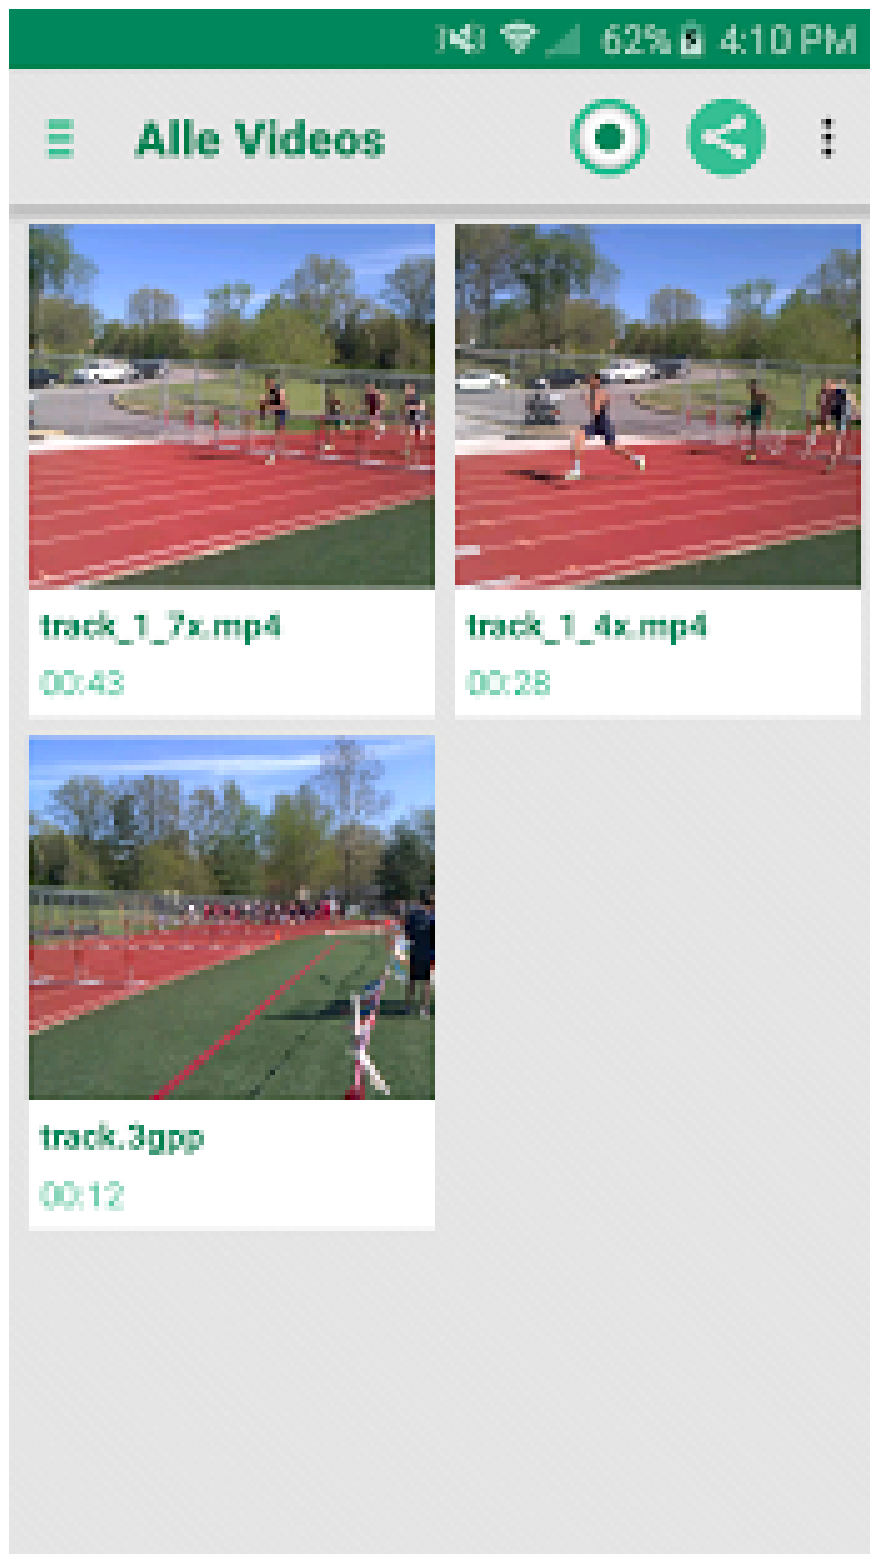 62% 4:10 PM
Alle Videos
track_1_7x.mp4
00:43
track_1_4x.mp4
00:28
track.3gpp
00:12